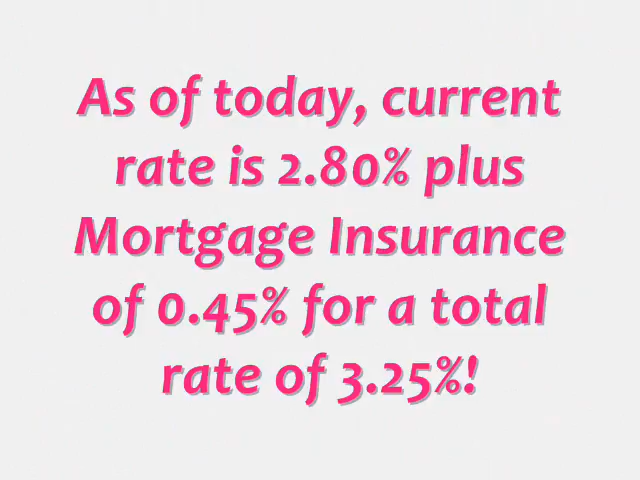 As of today, current
rate is 2.80% plus
Mortgage Insurance
of 0.45% for a total
rate of 3.25%!